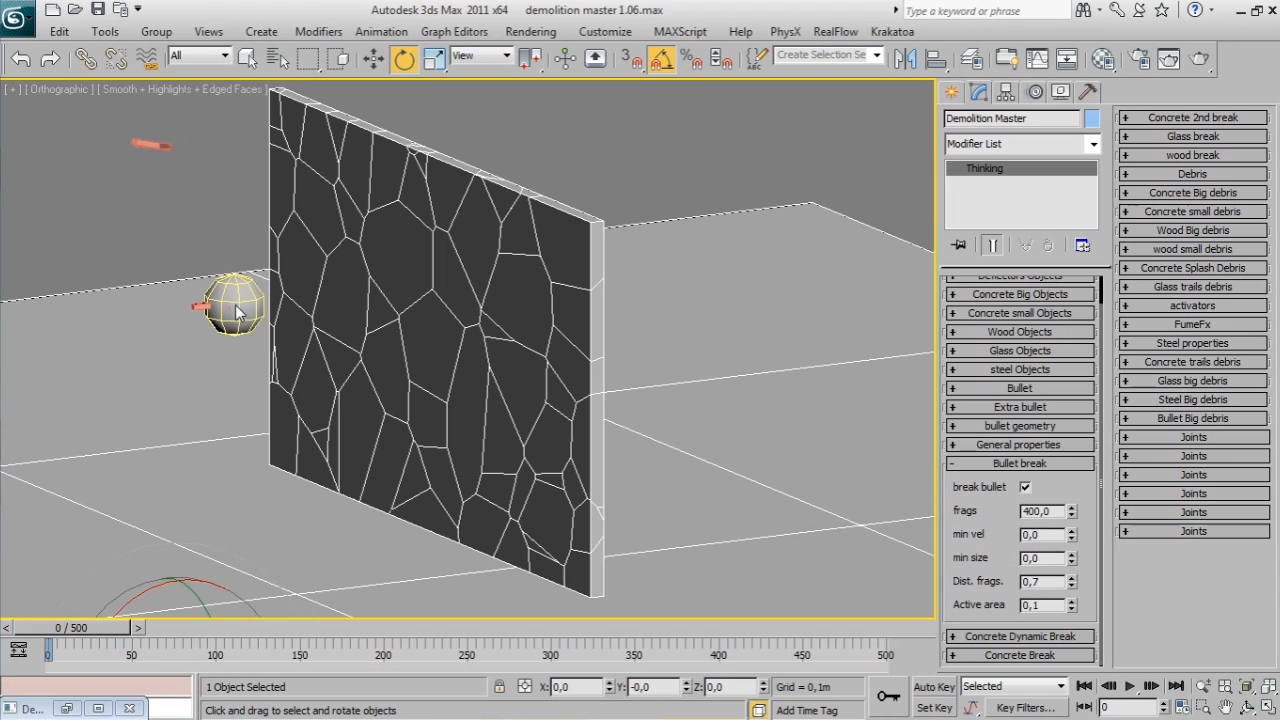 Autodesk 3ds Max 2011 x64 demolition master 1.06.max
Type a keyword or phrase
Edit Tools Group Views Create Modifiers Animation Graph Editors Rendering Customize MAXScript Help PhysX RealFlow Krakatoa
All View 3 Create Selection Se
[ + ] [ Orthographic ] [ Smooth + Highlights + Edged Faces ]
Demolition Master
Modifier List
Thinking
Deflectors Objects
+ Concrete Big Objects
+ Concrete small Objects
+ Wood Objects
+ Glass Objects
+ steel Objects
+ Bullet
+ Extra bullet
+ bullet geometry
+ General properties
- Bullet break
break bullet
frags 400,0
min vel 0,0
min size 0,0
Dist. frags. 0,7
Active area 0,1
+ Concrete Dynamic Break
+ Concrete Break
+ Concrete 2nd break
+ Glass break
+ wood break
+ Debris
+ Concrete Big debris
+ Concrete small debris
+ Wood Big debris
+ wood small debris
+ Concrete Splash Debris
+ Glass trails debris
+ activators
+ FumeFx
+ Steel properties
+ Concrete trails debris
+ Glass big debris
+ Steel Big debris
+ Bullet Big debris
+ Joints
+ Joints
+ Joints
+ Joints
+ Joints
+ Joints
< 0 / 500 >
0 50 100 150 200 250 300 350 400 450 500
1 Object Selected X: 0,0 Y: -0,0 Z: 0,0 Grid = 0,1m Auto Key Selected
De... Click and drag to select and rotate objects Add Time Tag Set Key Key Filters... 0